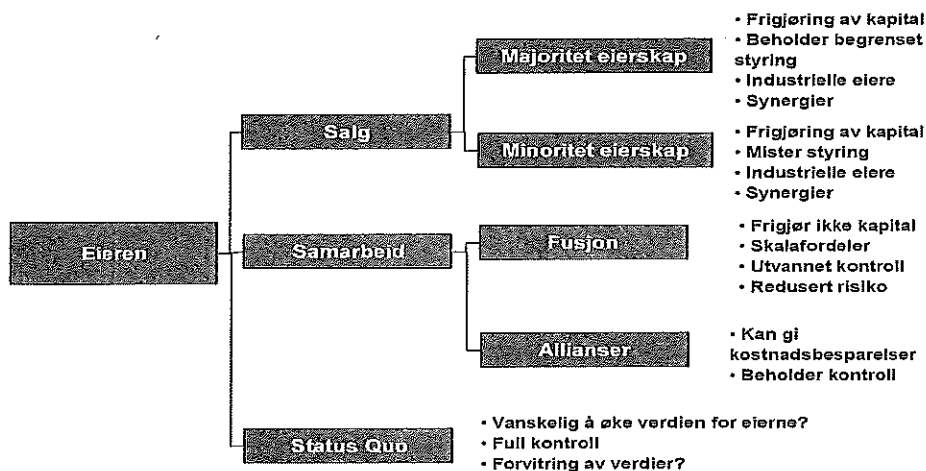 Eieren
Salg
Majoritet eierskap
• Frigjøring av kapital
• Beholder begrenset
styring
• Industrielle eiere
• Synergier
Minoritet eierskap
• Frigjøring av kapital
• Mister styring
• Industrielle eiere
• Synergier
Samarbeid
Fusjon
• Frigjør ikke kapital
• Skalafordeler
• Utvannet kontroll
• Redusert risiko
Allianser
• Kan gi
kostnadsbesparelser
• Beholder kontroll
Status Quo
• Vanskelig å øke verdien for eierne?
• Full kontroll
• Forvitring av verdier?